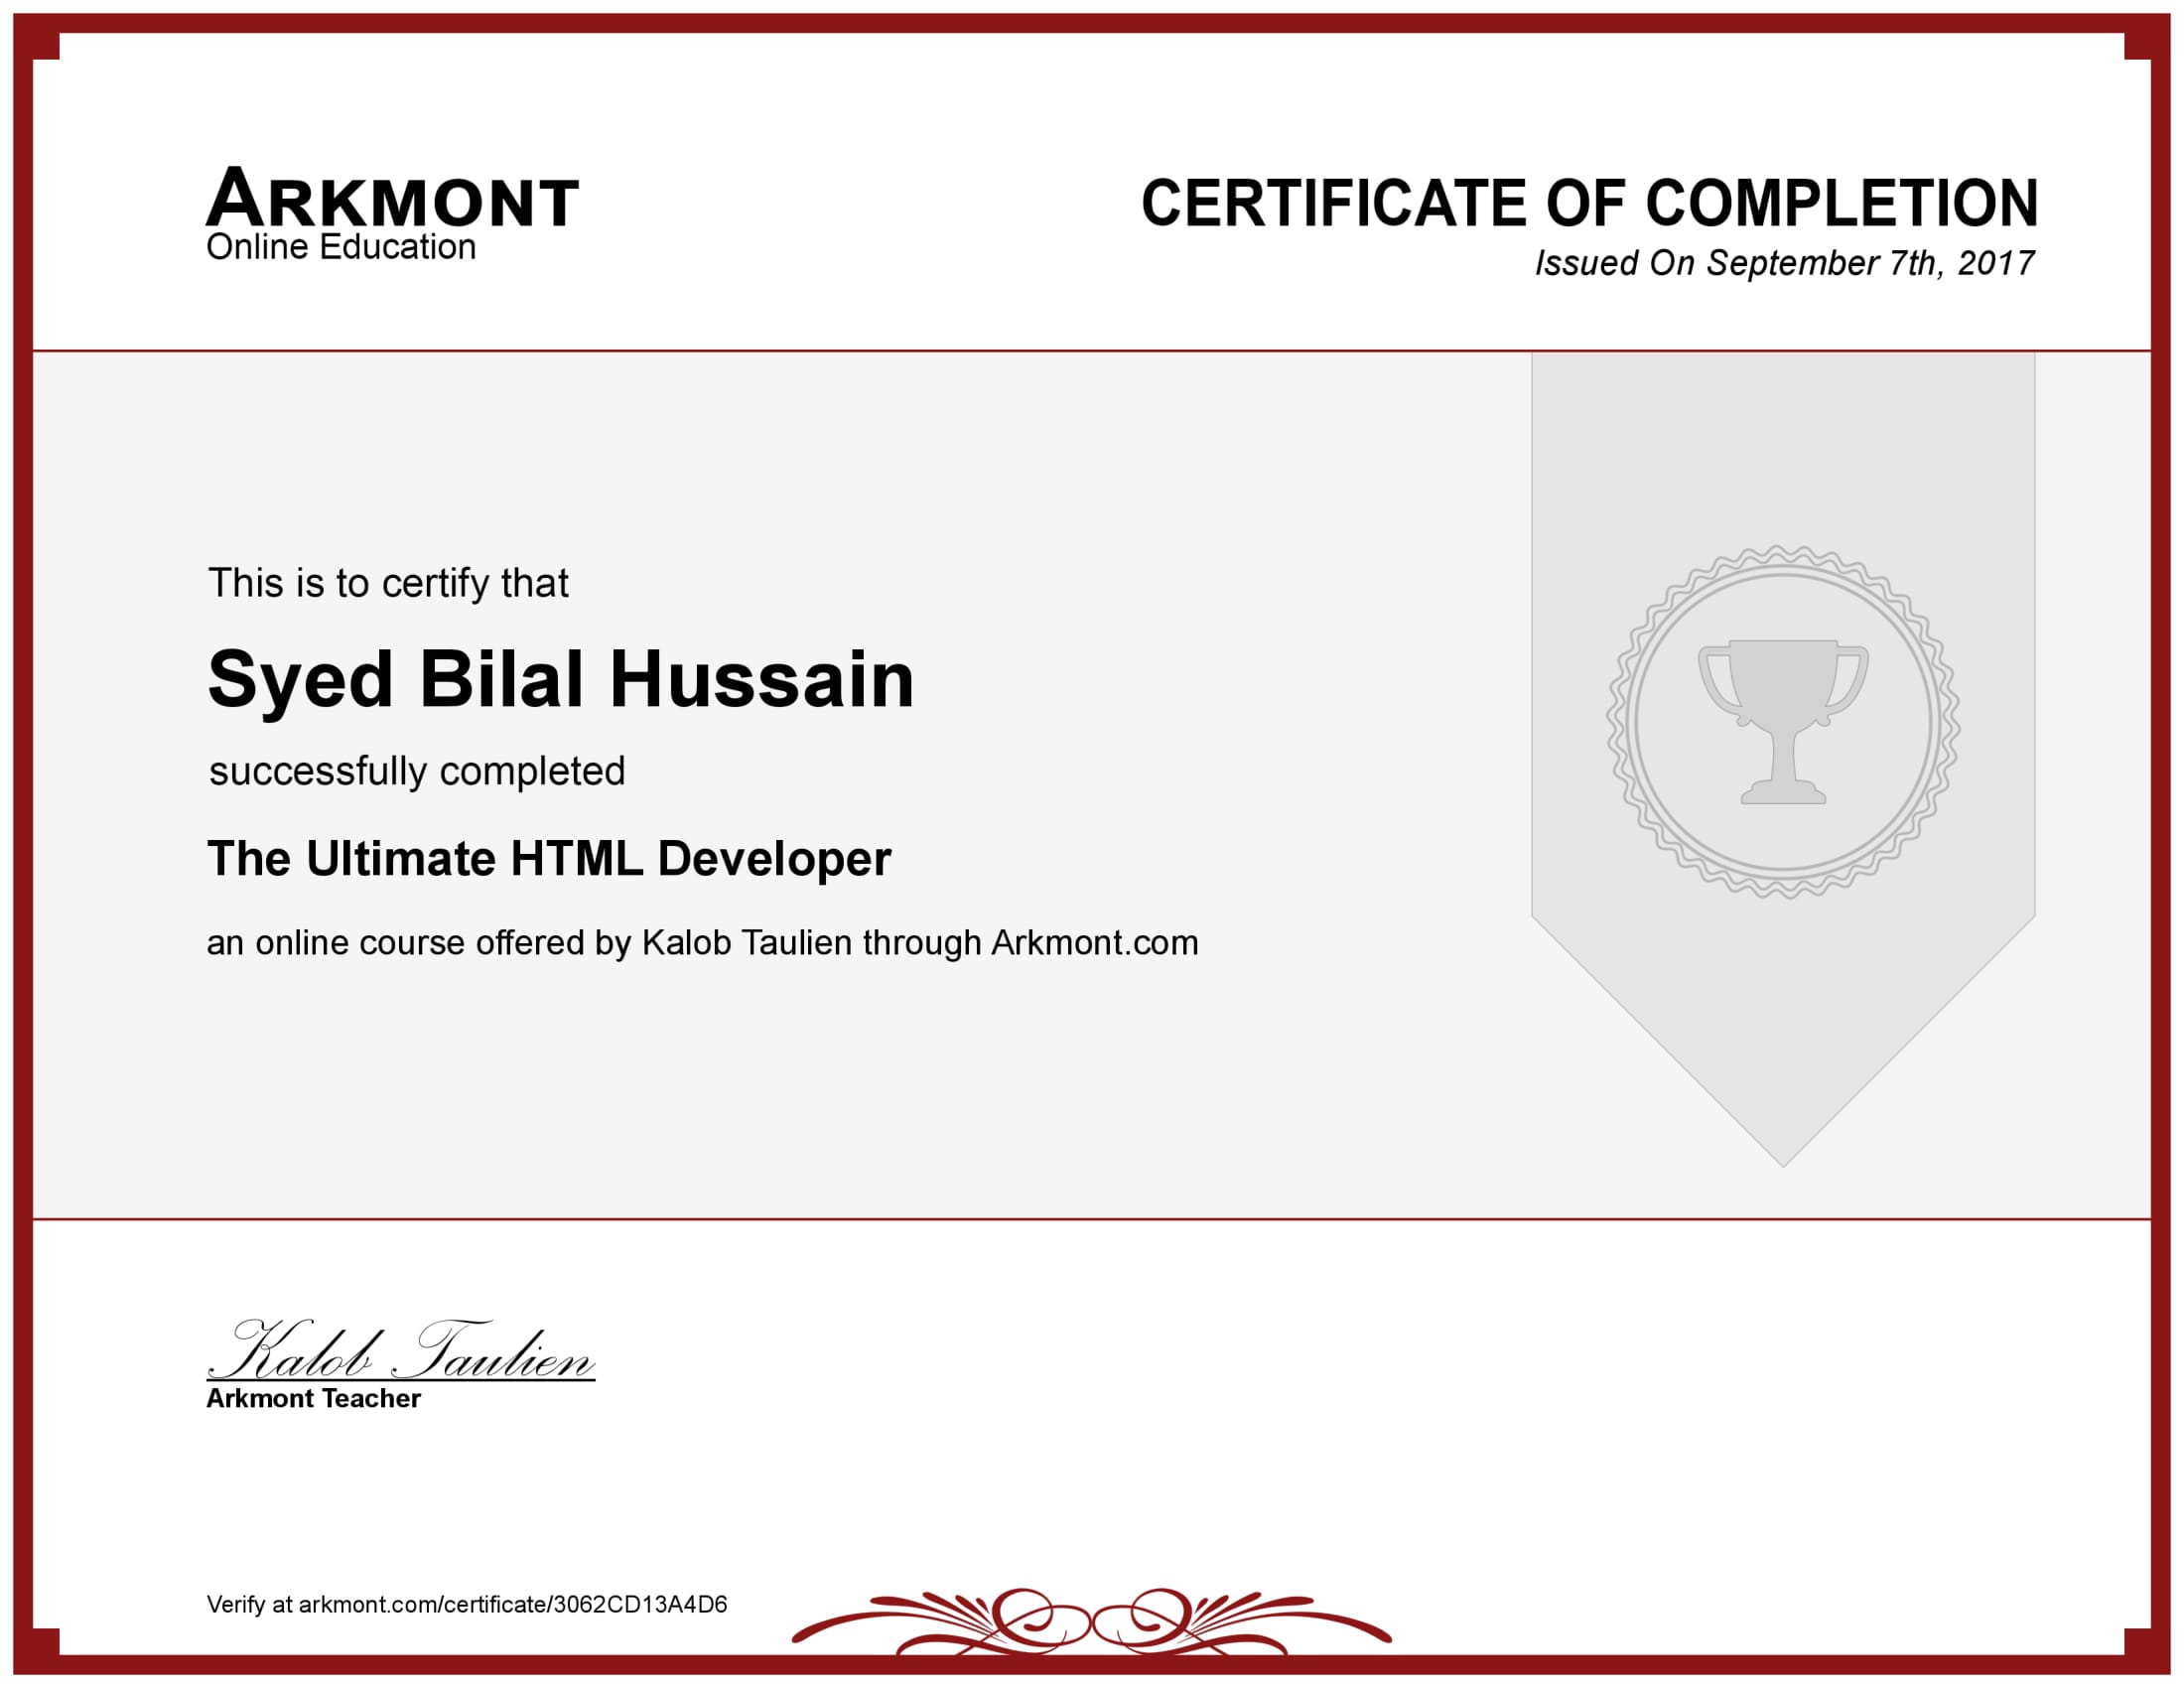 ARKMONT
Online Education
CERTIFICATE OF COMPLETION
Issued On September 7th, 2017
This is to certify that
Syed Bilal Hussain
successfully completed
The Ultimate HTML Developer
an online course offered by Kalob Taulien through Arkmont.com
Kalob Taulien
Arkmont Teacher
Verify at arkmont.com/certificate/3062CD13A4D6